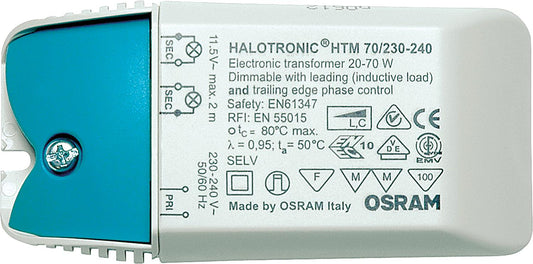 HALOTRONIC® HTM 70/230-240
Electronic transformer 20-70 W
Dimmable with leading (inductive load)
and trailing edge phase control
Safety: EN61347
RFI: EN 55015
tc = 80°C max.
λ = 0,95; ta = 50°C
SELV
Made by OSRAM Italy
L,C
10
VDE
EMV
F
M
M
100
OSRAM
SEC
SEC
11.5V~ max. 2 m
PRI
230-240 V~
50/60 Hz